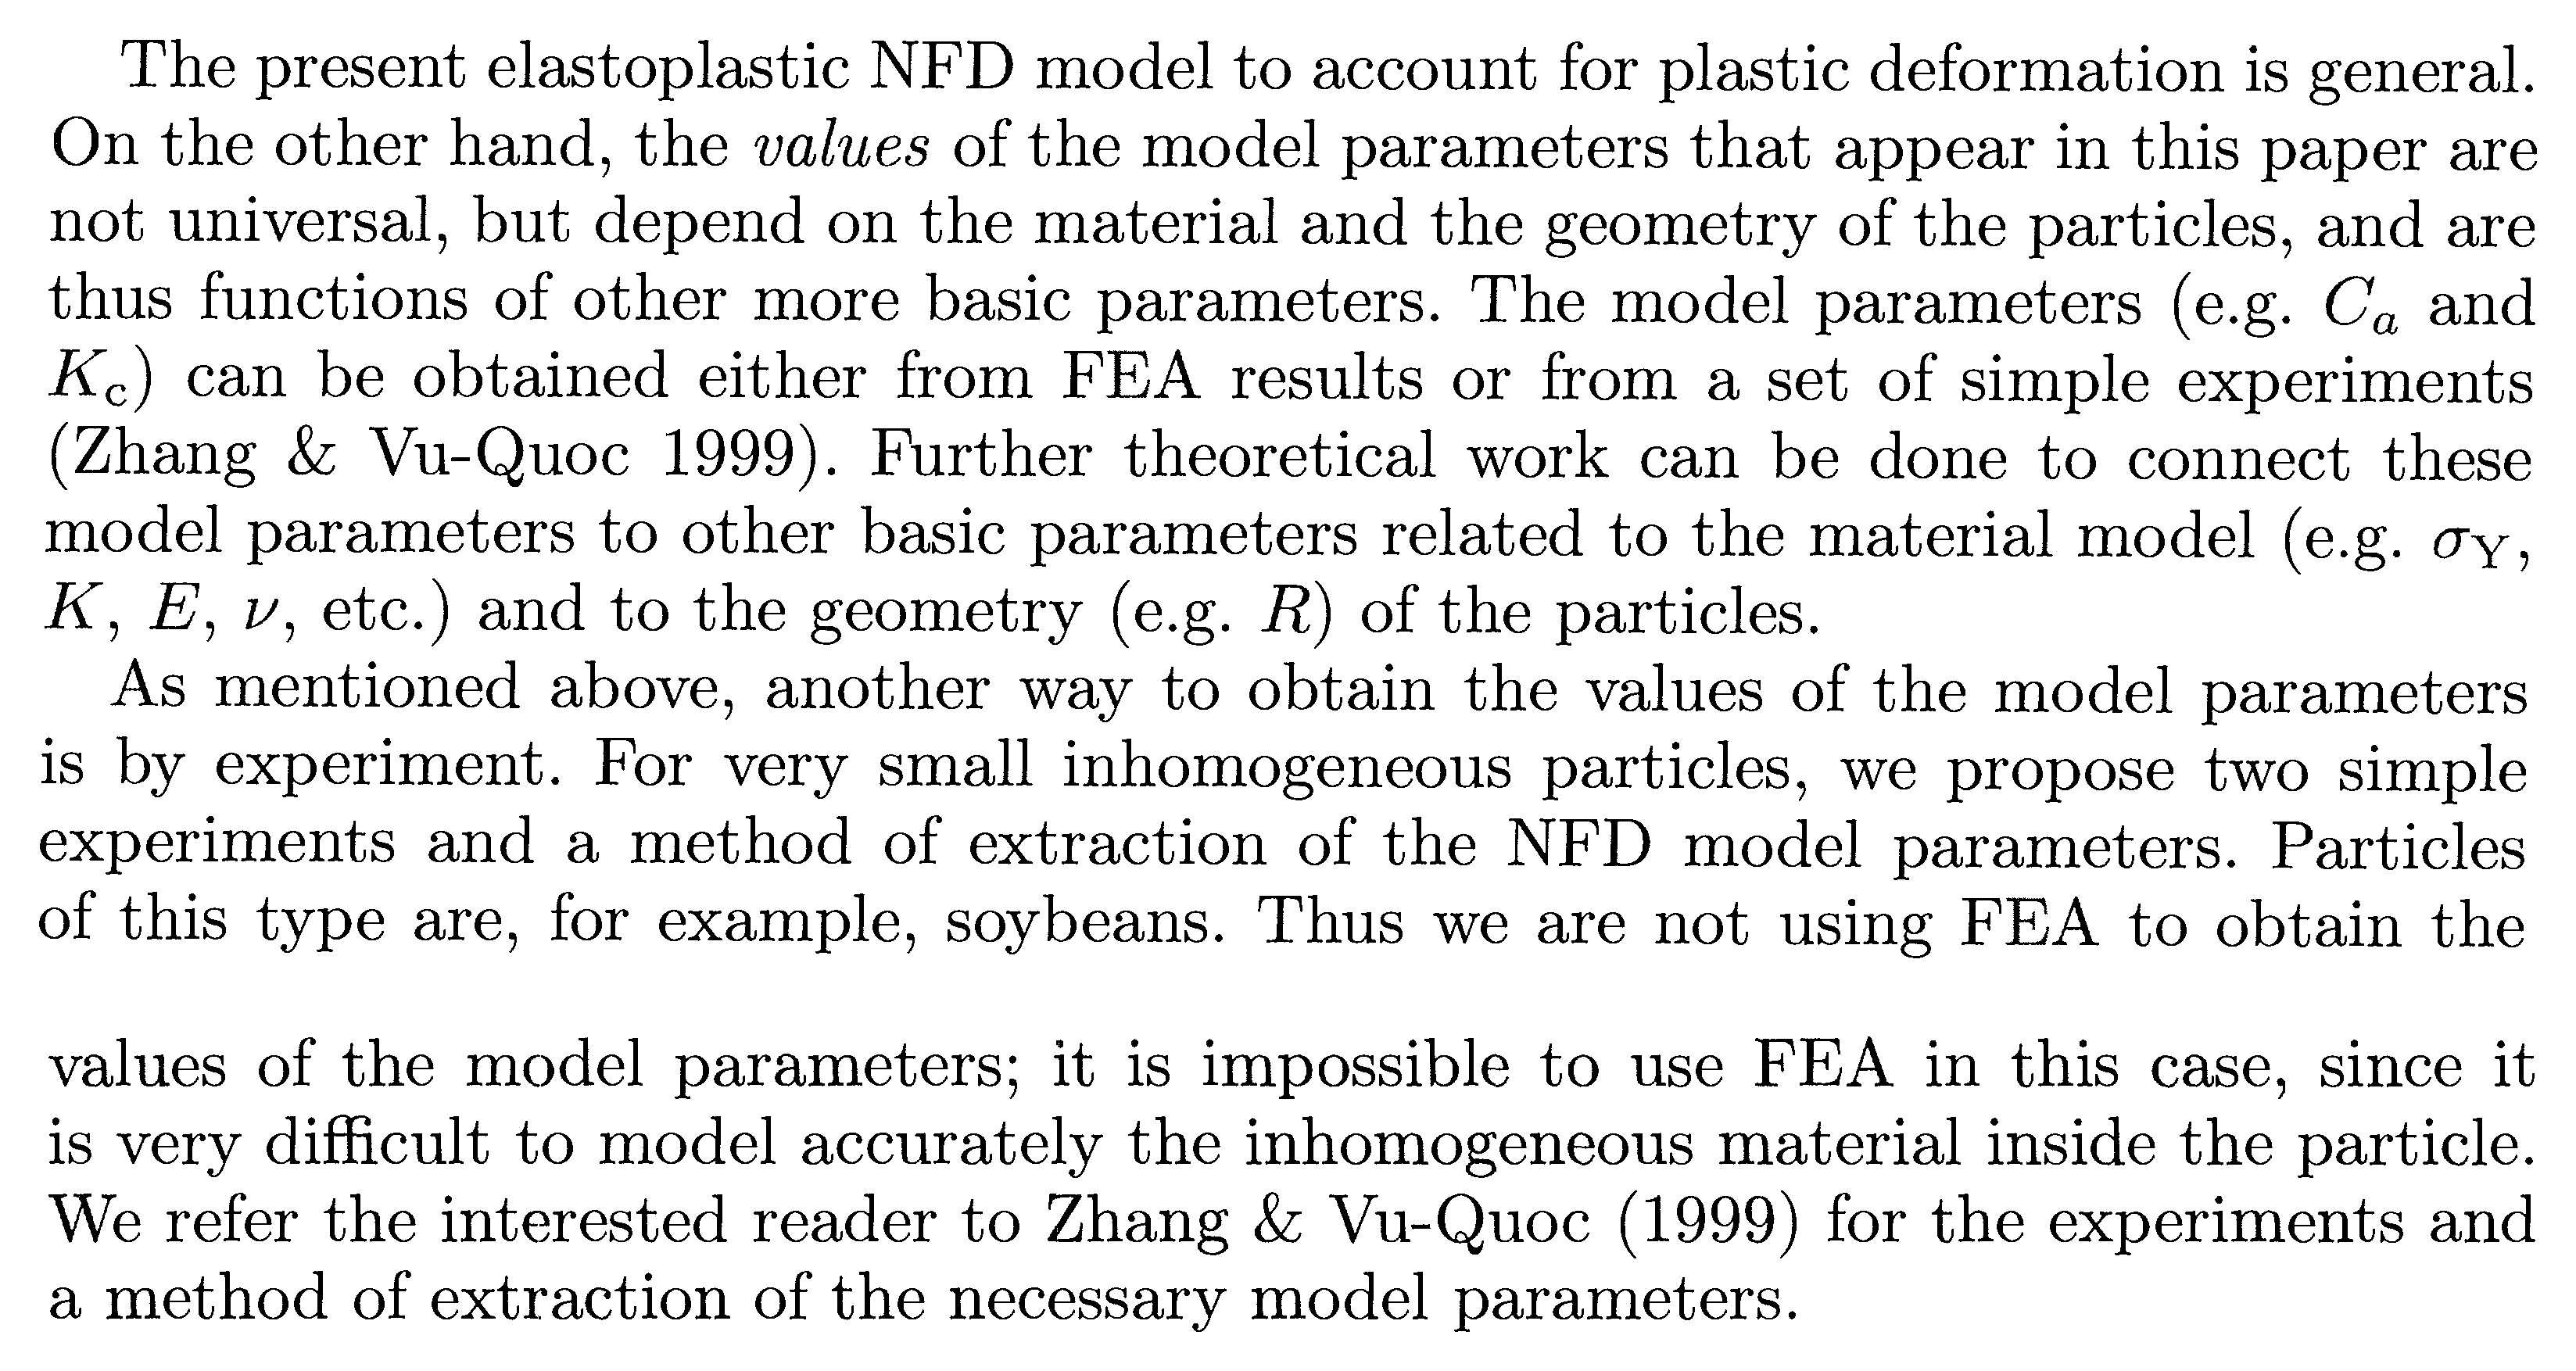 The present elastoplastic NFD model to account for plastic deformation is general.
On the other hand, the values of the model parameters that appear in this paper are
not universal, but depend on the material and the geometry of the particles, and are
thus functions of other more basic parameters. The model parameters (e.g. Cₐ and
K_c) can be obtained either from FEA results or from a set of simple experiments
(Zhang & Vu-Quoc 1999). Further theoretical work can be done to connect these
model parameters to other basic parameters related to the material model (e.g. σ_Y,
K, E, ν, etc.) and to the geometry (e.g. R) of the particles.
As mentioned above, another way to obtain the values of the model parameters
is by experiment. For very small inhomogeneous particles, we propose two simple
experiments and a method of extraction of the NFD model parameters. Particles
of this type are, for example, soybeans. Thus we are not using FEA to obtain the
values of the model parameters; it is impossible to use FEA in this case, since it
is very difficult to model accurately the inhomogeneous material inside the particle.
We refer the interested reader to Zhang & Vu-Quoc (1999) for the experiments and
a method of extraction of the necessary model parameters.